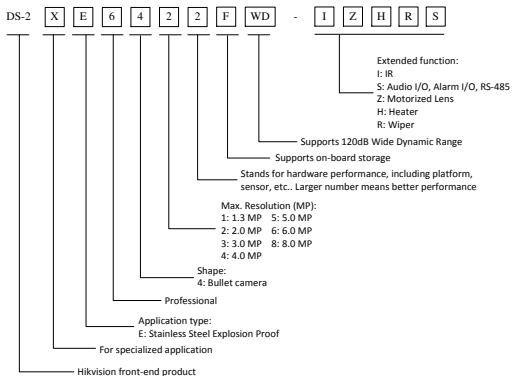 DS-2 X E 6 4 2 2 F WD - I Z H R S
Extended function:
I: IR
S: Audio I/O, Alarm I/O, RS-485
Z: Motorized Lens
H: Heater
R: Wiper
Supports 120dB Wide Dynamic Range
Supports on-board storage
Stands for hardware performance, including platform,
sensor, etc.. Larger number means better performance
Max. Resolution (MP):
1: 1.3 MP 5: 5.0 MP
2: 2.0 MP 6: 6.0 MP
3: 3.0 MP 8: 8.0 MP
4: 4.0 MP
Shape:
4: Bullet camera
Professional
Application type:
E: Stainless Steel Explosion Proof
For specialized application
Hikvision front-end product